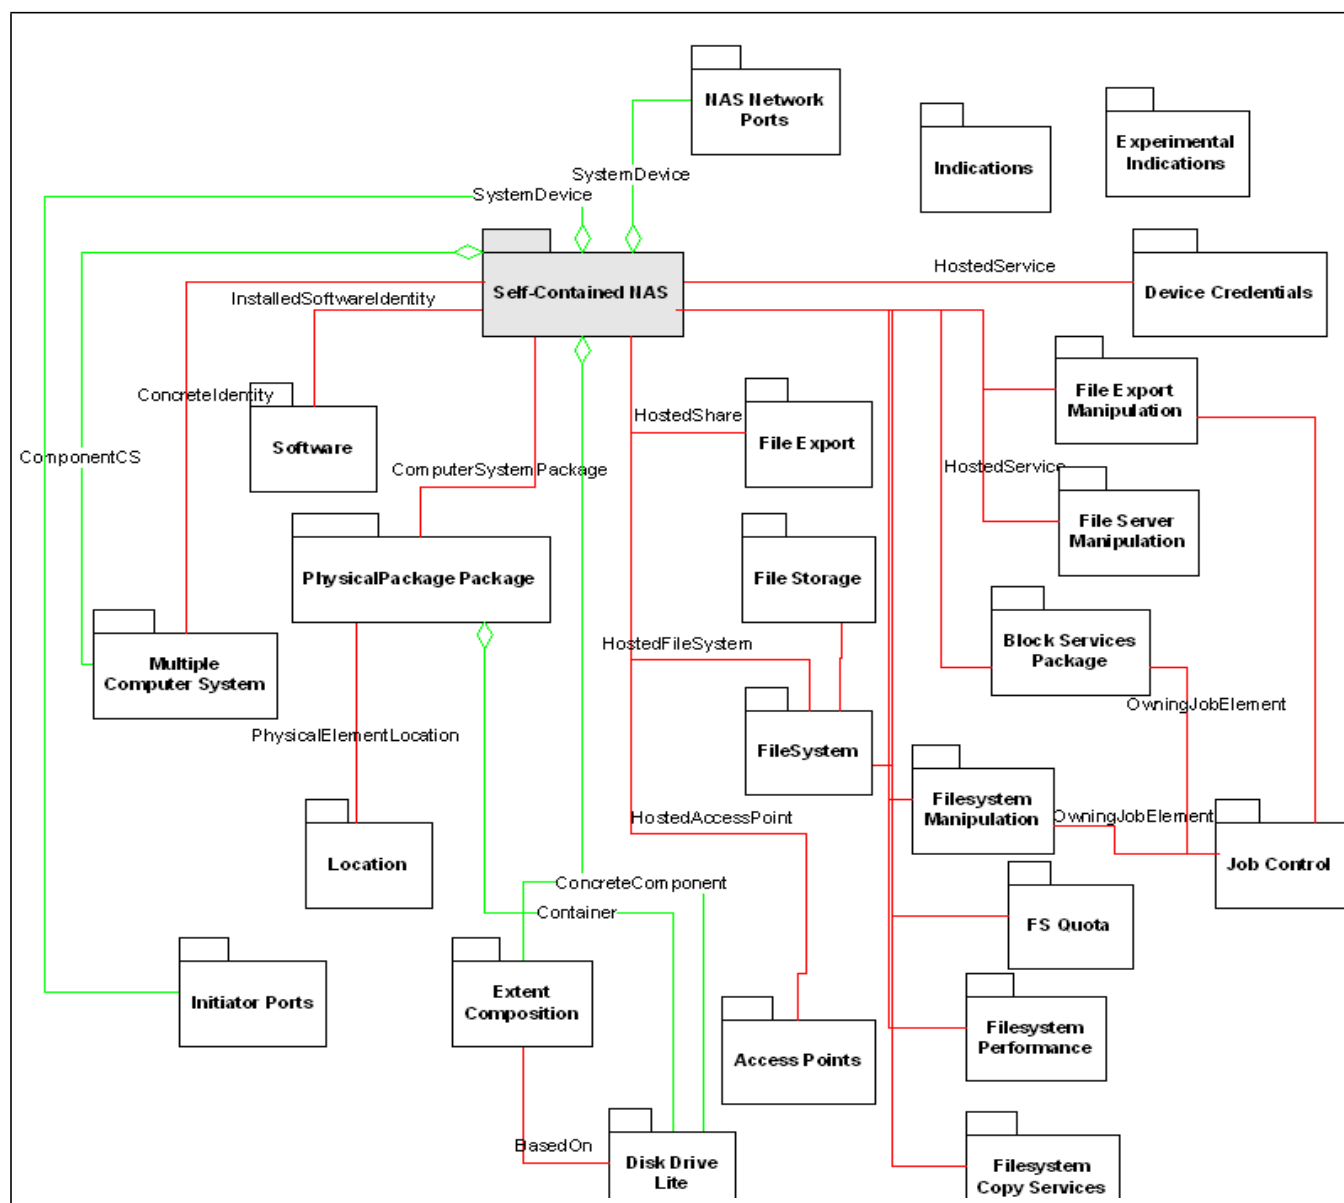 NAS Network
Ports
Indications
Experimental
Indications
SystemDevice
SystemDevice
HostedService
Self-Contained NAS
Device Credentials
InstalledSoftwareIdentity
ConcreteIdentity
HostedShare
File Export
Manipulation
Software
File Export
ComponentCS
ComputerSystemPackage
HostedService
File Server
Manipulation
PhysicalPackage Package
File Storage
HostedFileSystem
Block Services
Package
Multiple
Computer System
OwningJobElement
PhysicalElementLocation
FileSystem
Filesystem
Manipulation
HostedAccessPoint
OwningJobElement
Location
Job Control
ConcreteComponent
Container
FS Quota
Initiator Ports
Extent
Composition
Access Points
Filesystem
Performance
BasedOn
Disk Drive
Lite
Filesystem
Copy Services